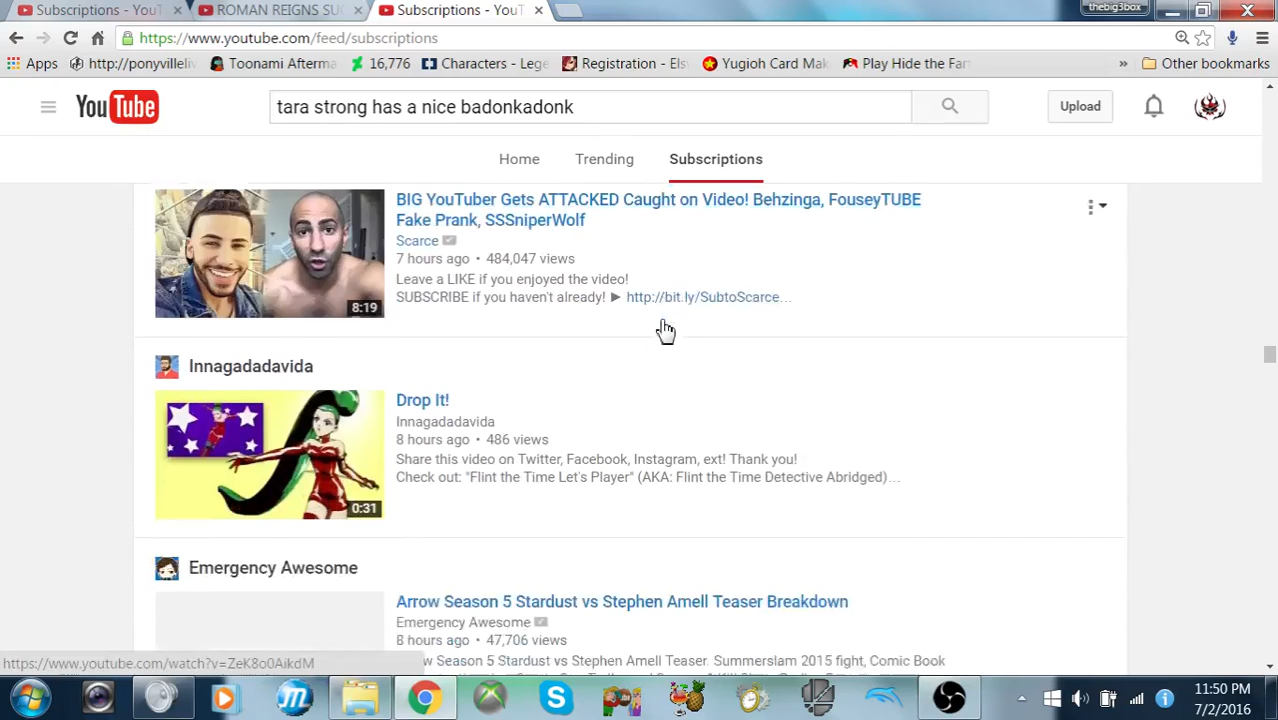 Subscriptions - YouT
ROMAN REIGNS SU
Subscriptions - YouT
thebig3box
https://www.youtube.com/feed/subscriptions
Apps
http://ponyvilleliv
Toonami Afterma
16,776
Characters - Lege
Registration - Els
Yugioh Card Mak
Play Hide the Far
»
Other bookmarks
YouTube
tara strong has a nice badonkadonk
Upload
Home
Trending
Subscriptions
BIG YouTuber Gets ATTACKED Caught on Video! Behzinga, FouseyTUBE
Fake Prank, SSSniperWolf
Scarce
7 hours ago • 484,047 views
Leave a LIKE if you enjoyed the video!
SUBSCRIBE if you haven't already! ► http://bit.ly/SubtoScarce...
8:19
Innagadadavida
Drop It!
Innagadadavida
8 hours ago • 486 views
Share this video on Twitter, Facebook, Instagram, ext! Thank you!
Check out: "Flint the Time Let's Player" (AKA: Flint the Time Detective Abridged)...
0:31
Emergency Awesome
Arrow Season 5 Stardust vs Stephen Amell Teaser Breakdown
Emergency Awesome
8 hours ago • 47,706 views
w Season 5 Stardust vs Stephen Amell Teaser. Summerslam 2015 fight, Comic Book
https://www.youtube.com/watch?v=ZeK8o0AikdM
11:50 PM
7/2/2016